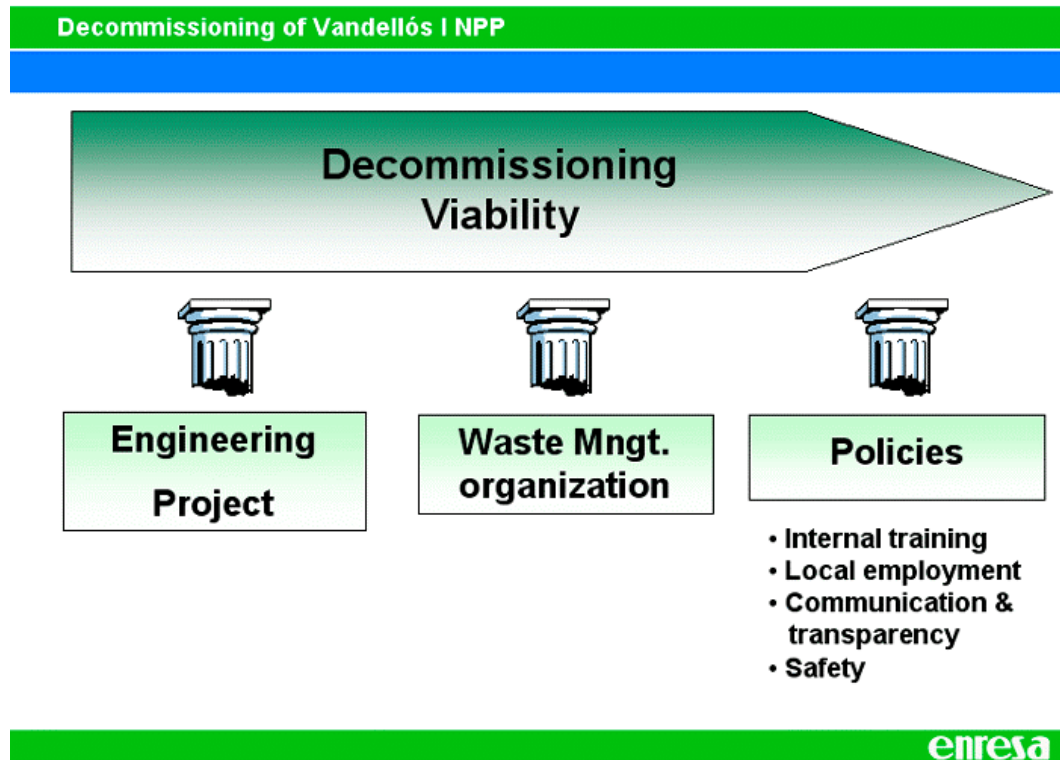 Decommissioning of Vandellós I NPP
Decommissioning
Viability
Engineering
Project
Waste Mngt.
organization
Policies
• Internal training
• Local employment
• Communication &
transparency
• Safety
enresa